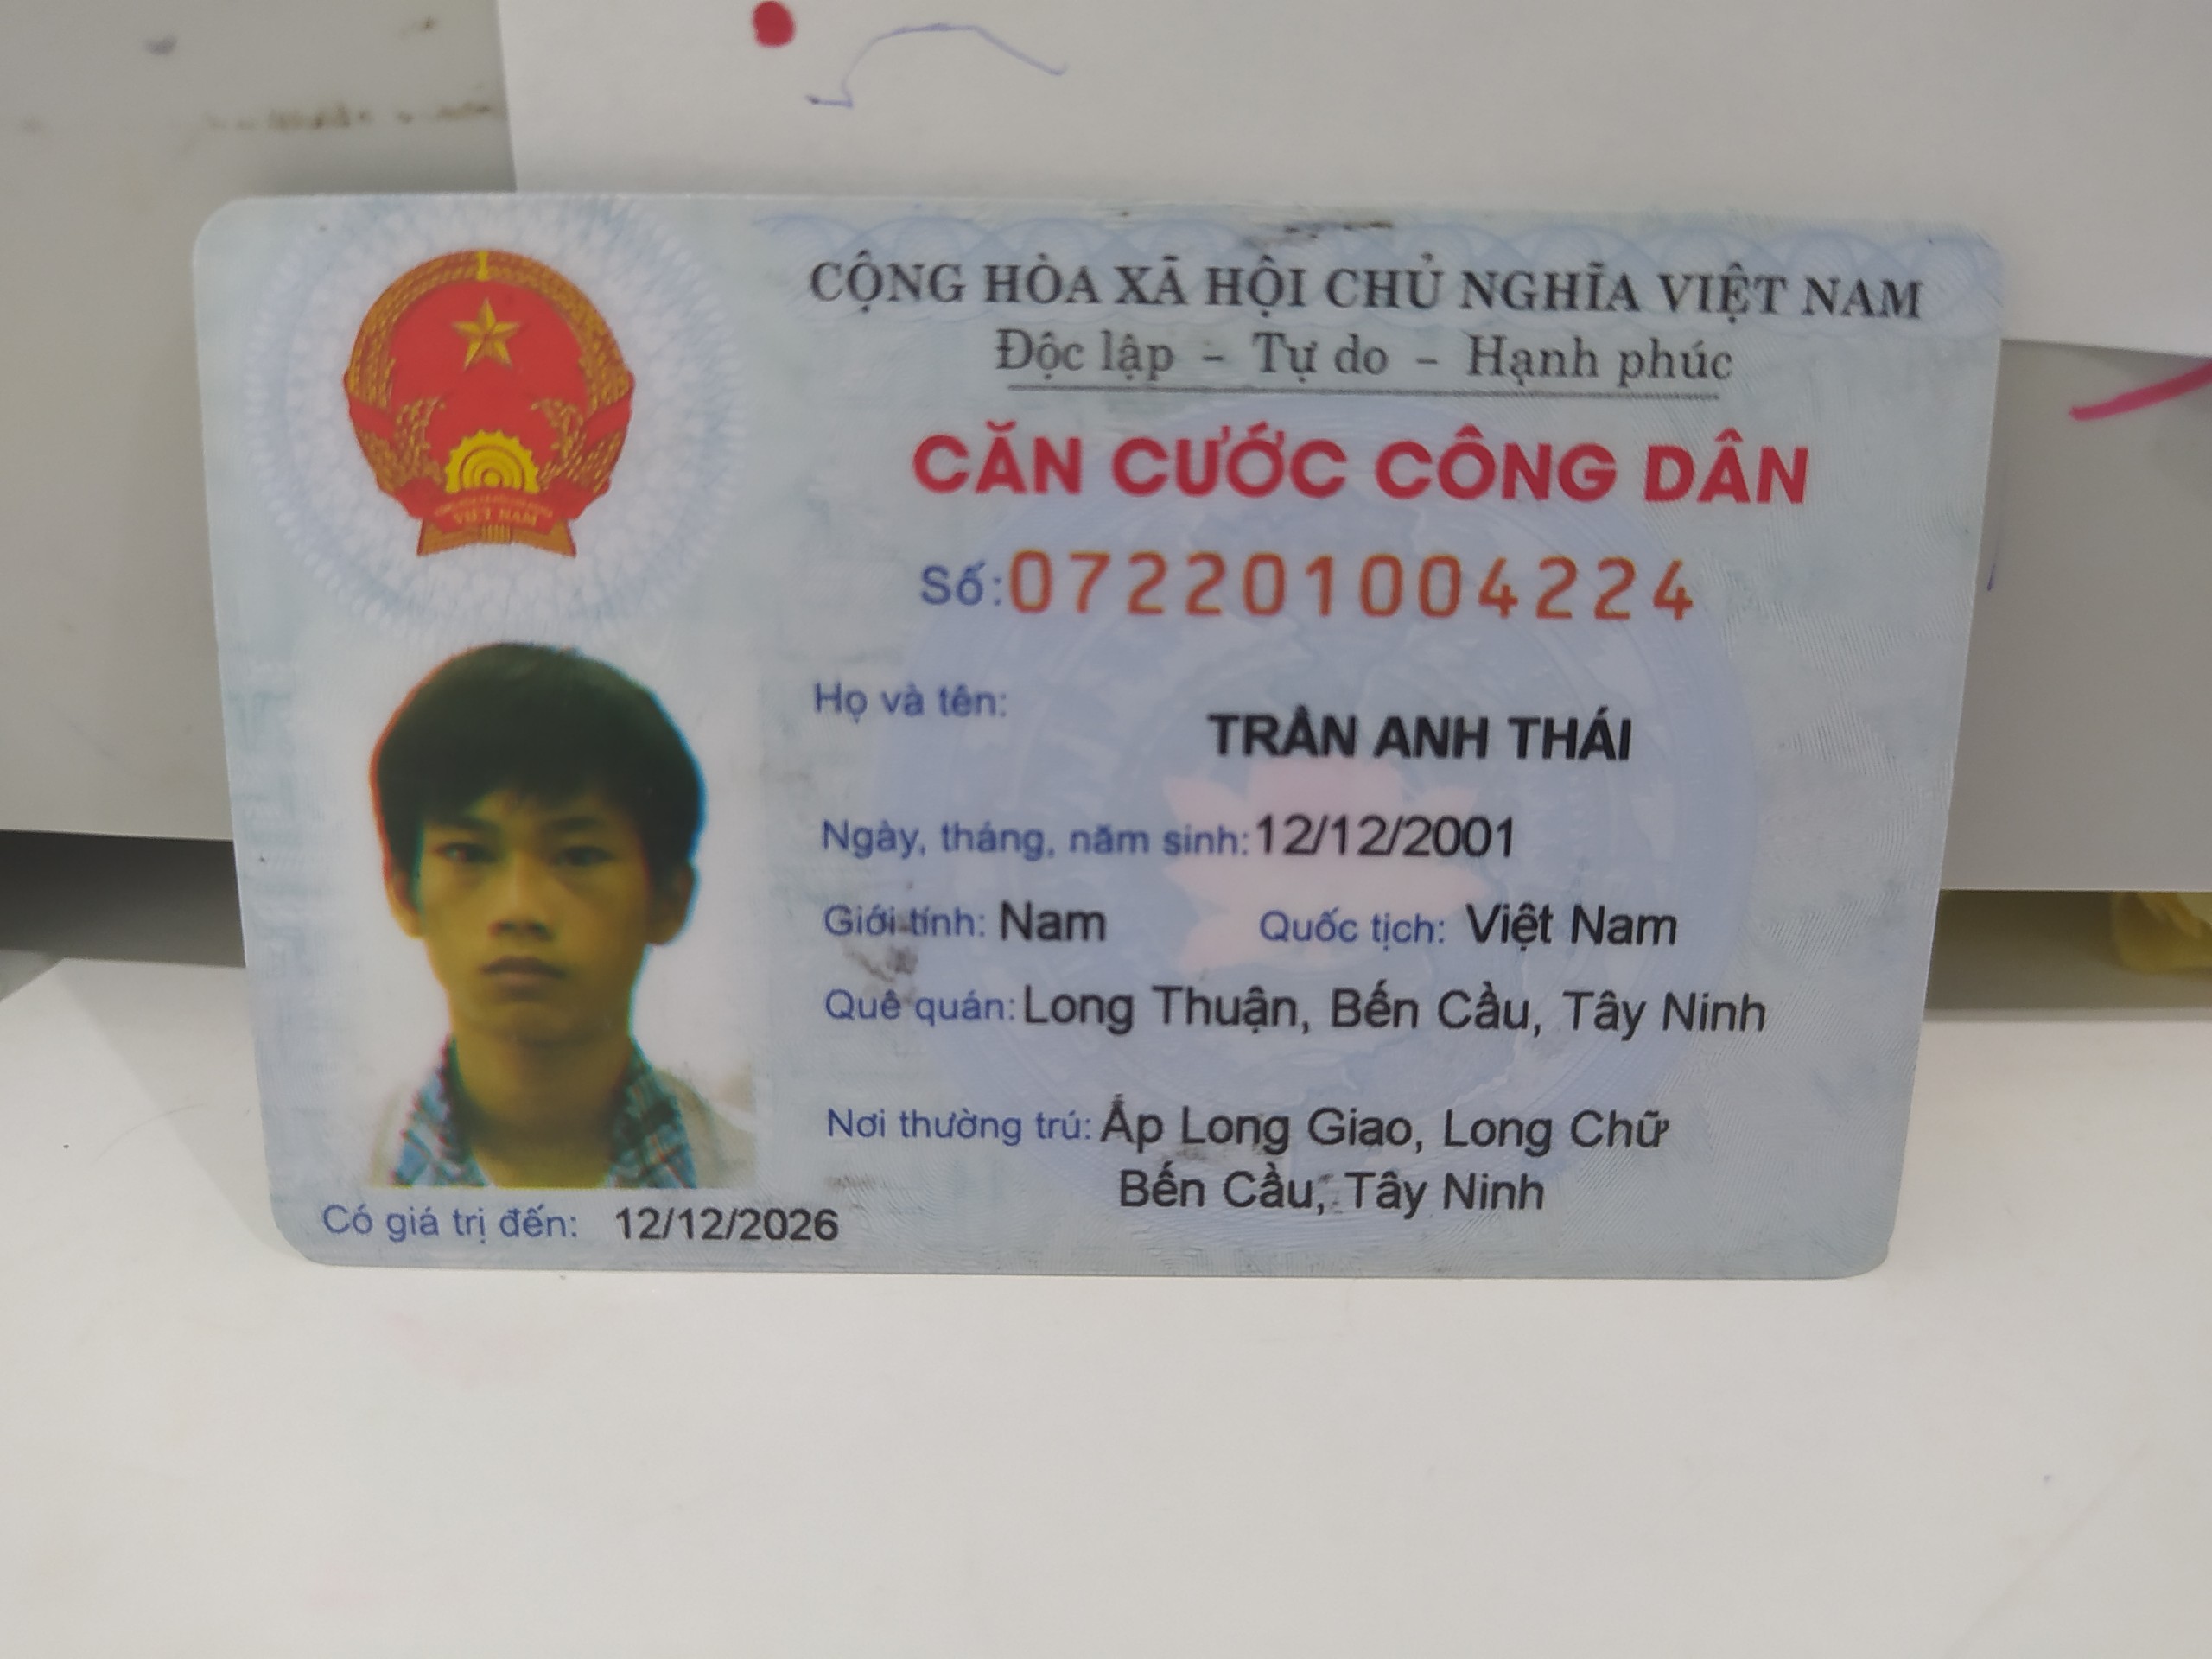 CỘNG HÒA XÃ HỘI CHỦ NGHĨA VIỆT NAM
Độc lập - Tự do - Hạnh phúc
CĂN CƯỚC CÔNG DÂN
Số: 072201004224
Họ và tên:
TRẦN ANH THÁI
Ngày, tháng, năm sinh: 12/12/2001
Giới tính: Nam Quốc tịch: Việt Nam
Quê quán: Long Thuận, Bến Cầu, Tây Ninh
Nơi thường trú: Ấp Long Giao, Long Chữ
Bến Cầu, Tây Ninh
Có giá trị đến: 12/12/2026
VIỆT NAM